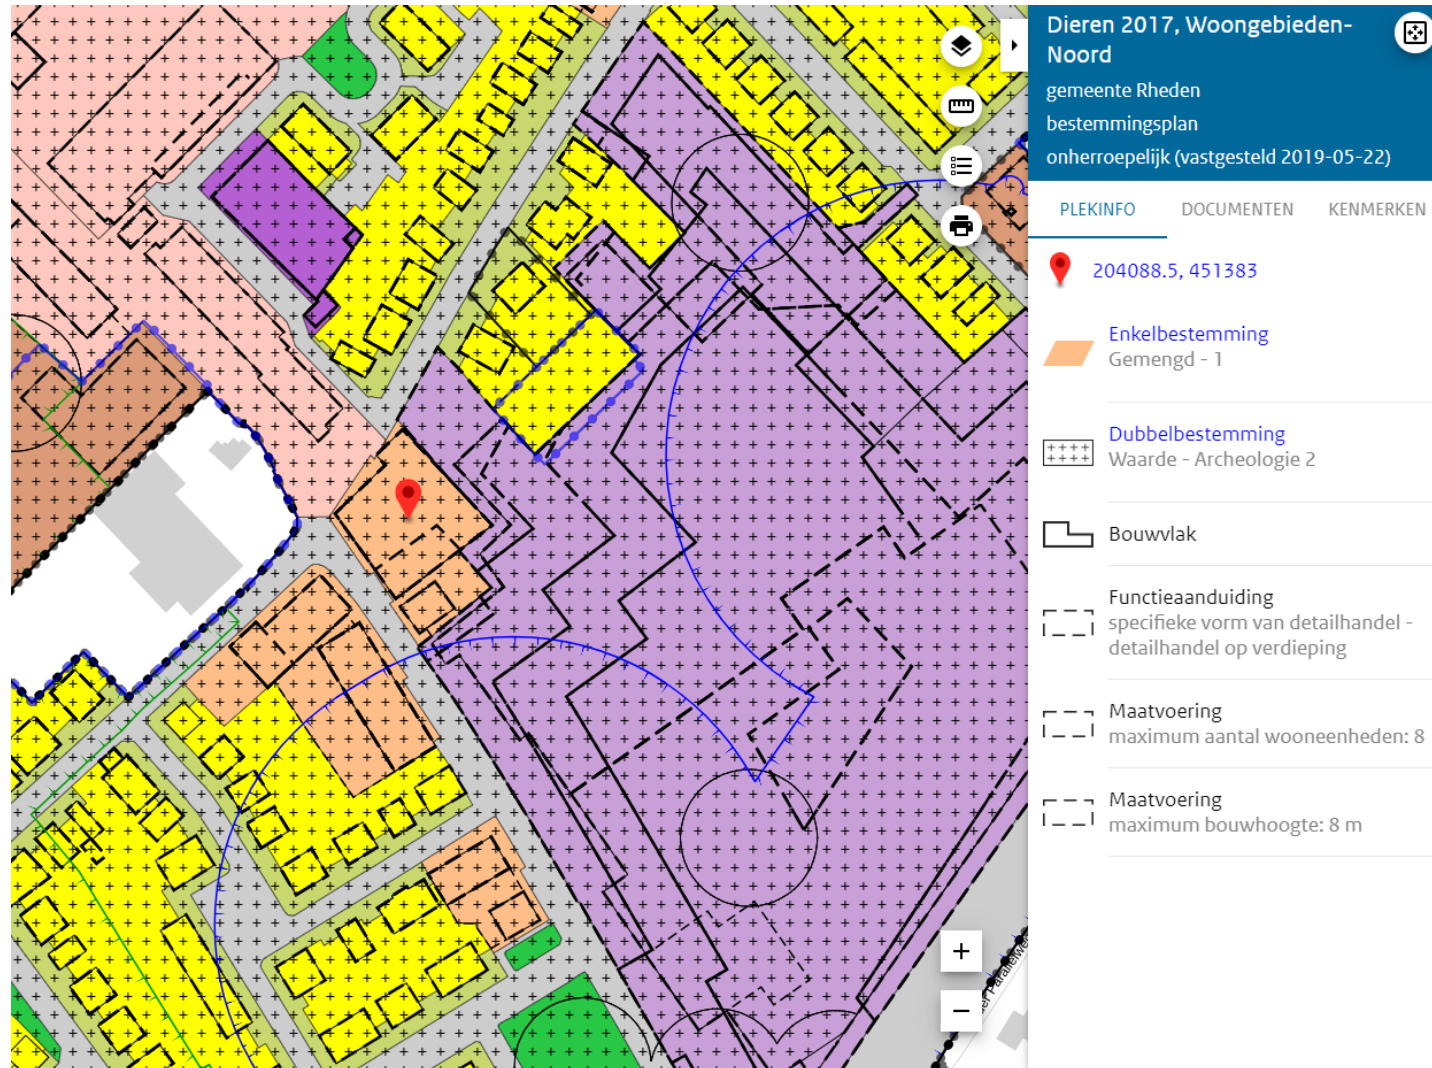 Dieren 2017, Woongebieden-
Noord
gemeente Rheden
bestemmingsplan
onherroepelijk (vastgesteld 2019-05-22)
PLEKINFO DOCUMENTEN KENMERKEN
204088.5, 451383
Enkelbestemming
Gemengd - 1
Dubbelbestemming
Waarde - Archeologie 2
Bouwvlak
Functieaanduiding
specifieke vorm van detailhandel -
detailhandel op verdieping
Maatvoering
maximum aantal wooneenheden: 8
Maatvoering
maximum bouwhoogte: 8 m
+
−